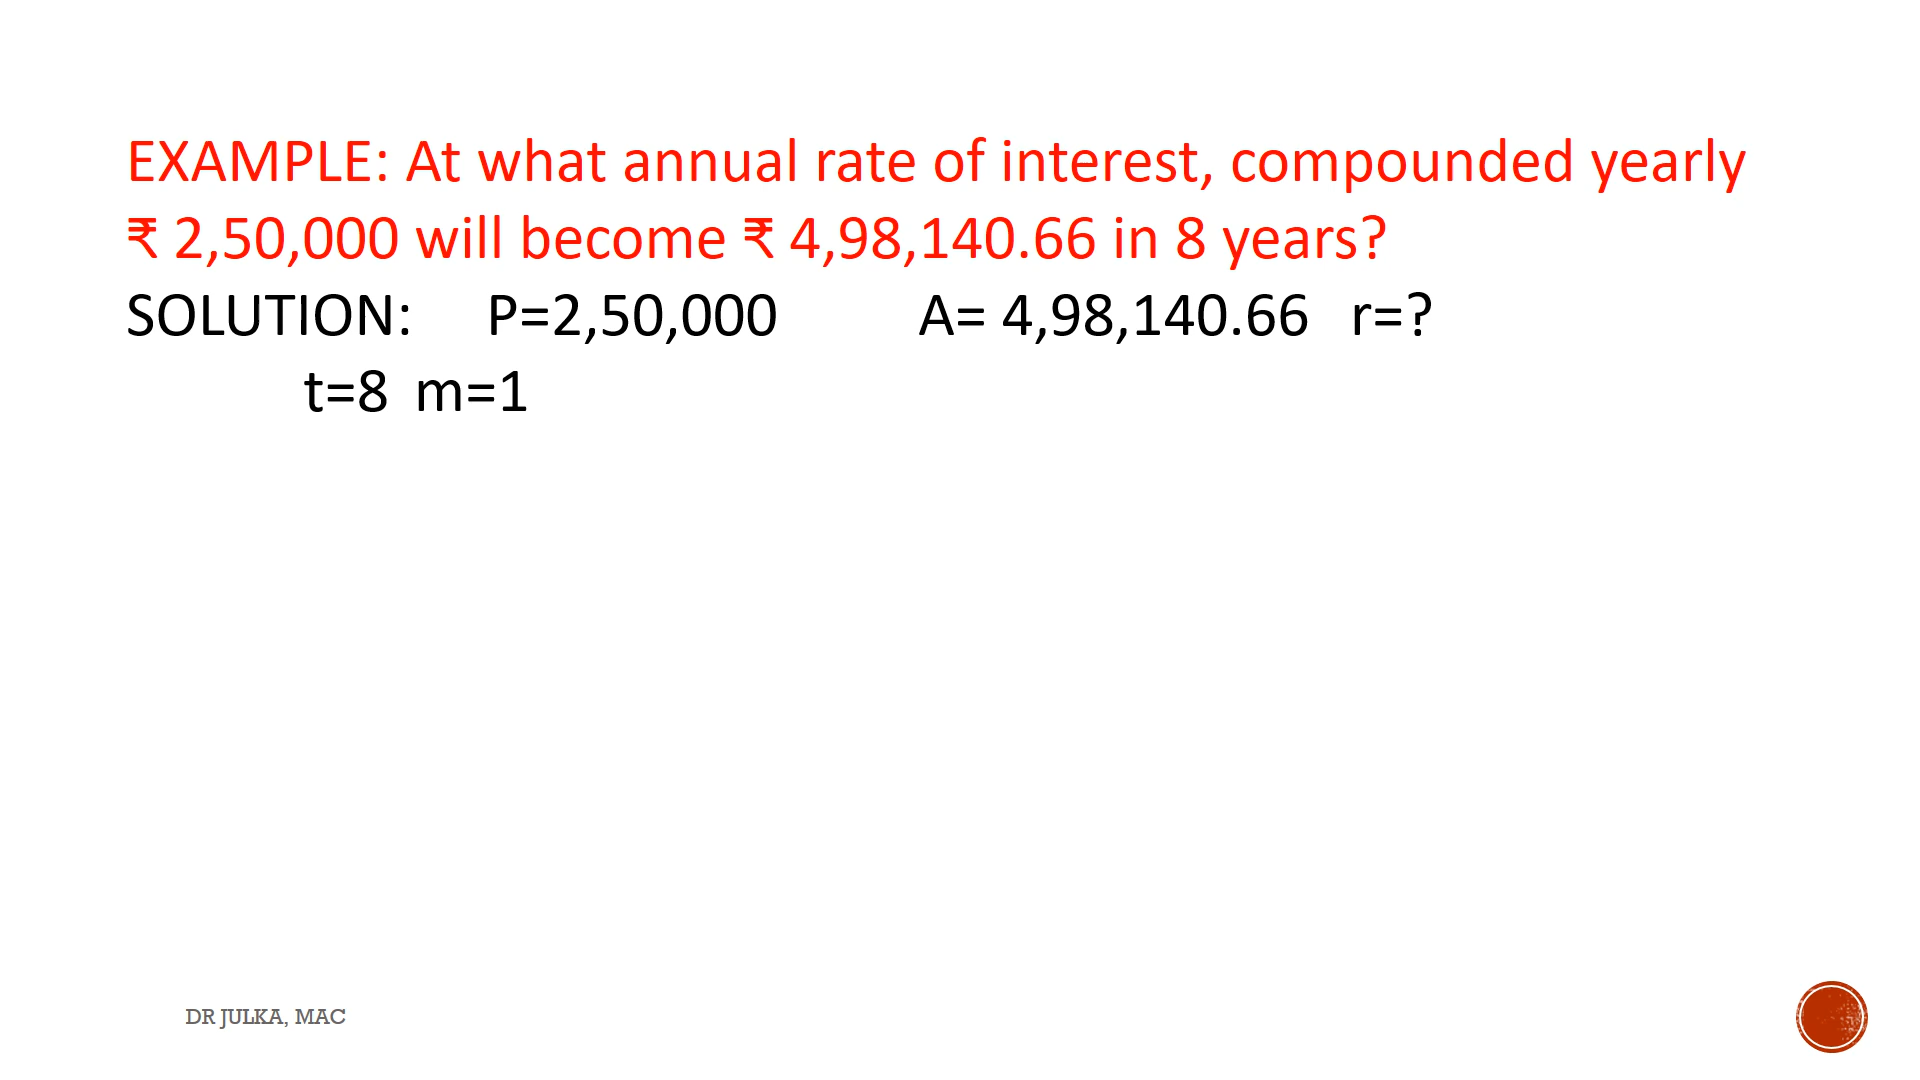 EXAMPLE: At what annual rate of interest, compounded yearly
₹ 2,50,000 will become ₹ 4,98,140.66 in 8 years?
SOLUTION: P=2,50,000 A= 4,98,140.66 r=?
t=8 m=1
DR JULKA, MAC